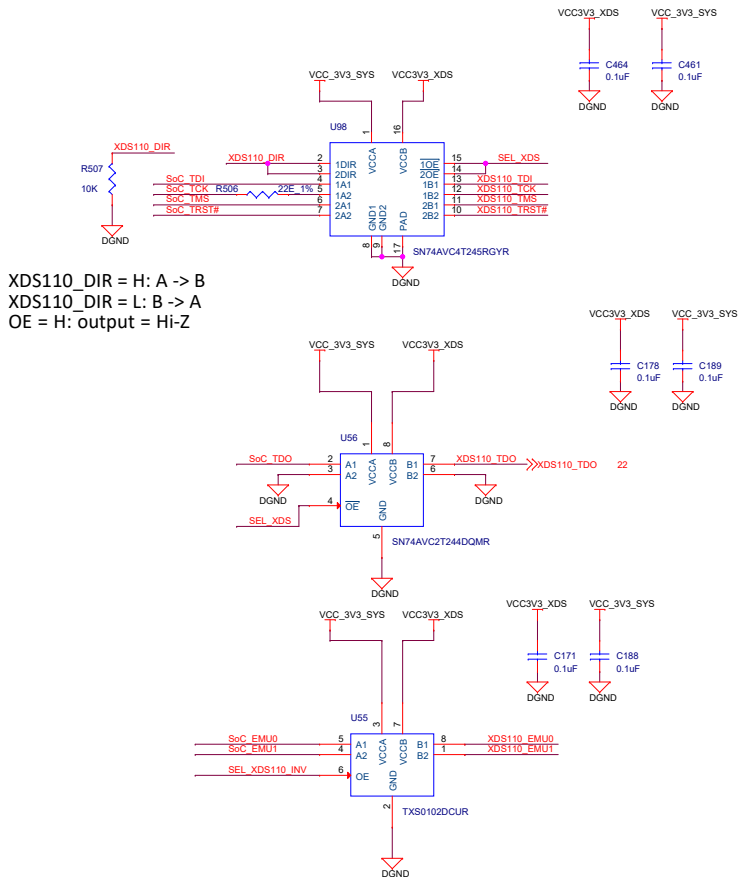 VCC3V3_XDS VCC_3V3_SYS
C464 0.1uF C461 0.1uF
DGND DGND
VCC_3V3_SYS VCC3V3_XDS
U98
1 16
XDS110_DIR
R507
10K
DGND
XDS110_DIR 2 1DIR VCCA VCCB 1OE 15 SEL_XDS
3 2DIR 2OE 14
SoC_TDI 4 1A1 1B1 13 XDS110_TDI
SoC_TCK R506 22E_1% 5 1A2 1B2 12 XDS110_TCK
SoC_TMS 6 2A1 2B1 11 XDS110_TMS
SoC_TRST# 7 2A2 2B2 10 XDS110_TRST#
GND1 GND2 PAD
8 9 17 SN74AVC4T245RGYR
DGND
XDS110_DIR = H: A -> B
XDS110_DIR = L: B -> A
OE = H: output = Hi-Z
VCC3V3_XDS VCC_3V3_SYS
C178 0.1uF C189 0.1uF
DGND DGND
VCC_3V3_SYS VCC3V3_XDS
U56
1 8
SoC_TDO 2 A1 VCCA VCCB B1 7 XDS110_TDO XDS110_TDO 22
3 A2 B2 6
DGND DGND
SEL_XDS 4 OE GND
5 SN74AVC2T244DQMR
DGND
VCC3V3_XDS VCC_3V3_SYS
C171 0.1uF C188 0.1uF
DGND DGND
VCC_3V3_SYS VCC3V3_XDS
U55
3 7
SoC_EMU0 5 A1 VCCA VCCB B1 8 XDS110_EMU0
SoC_EMU1 4 A2 B2 1 XDS110_EMU1
SEL_XDS110_INV 6 OE GND
2 TXS0102DCUR
DGND